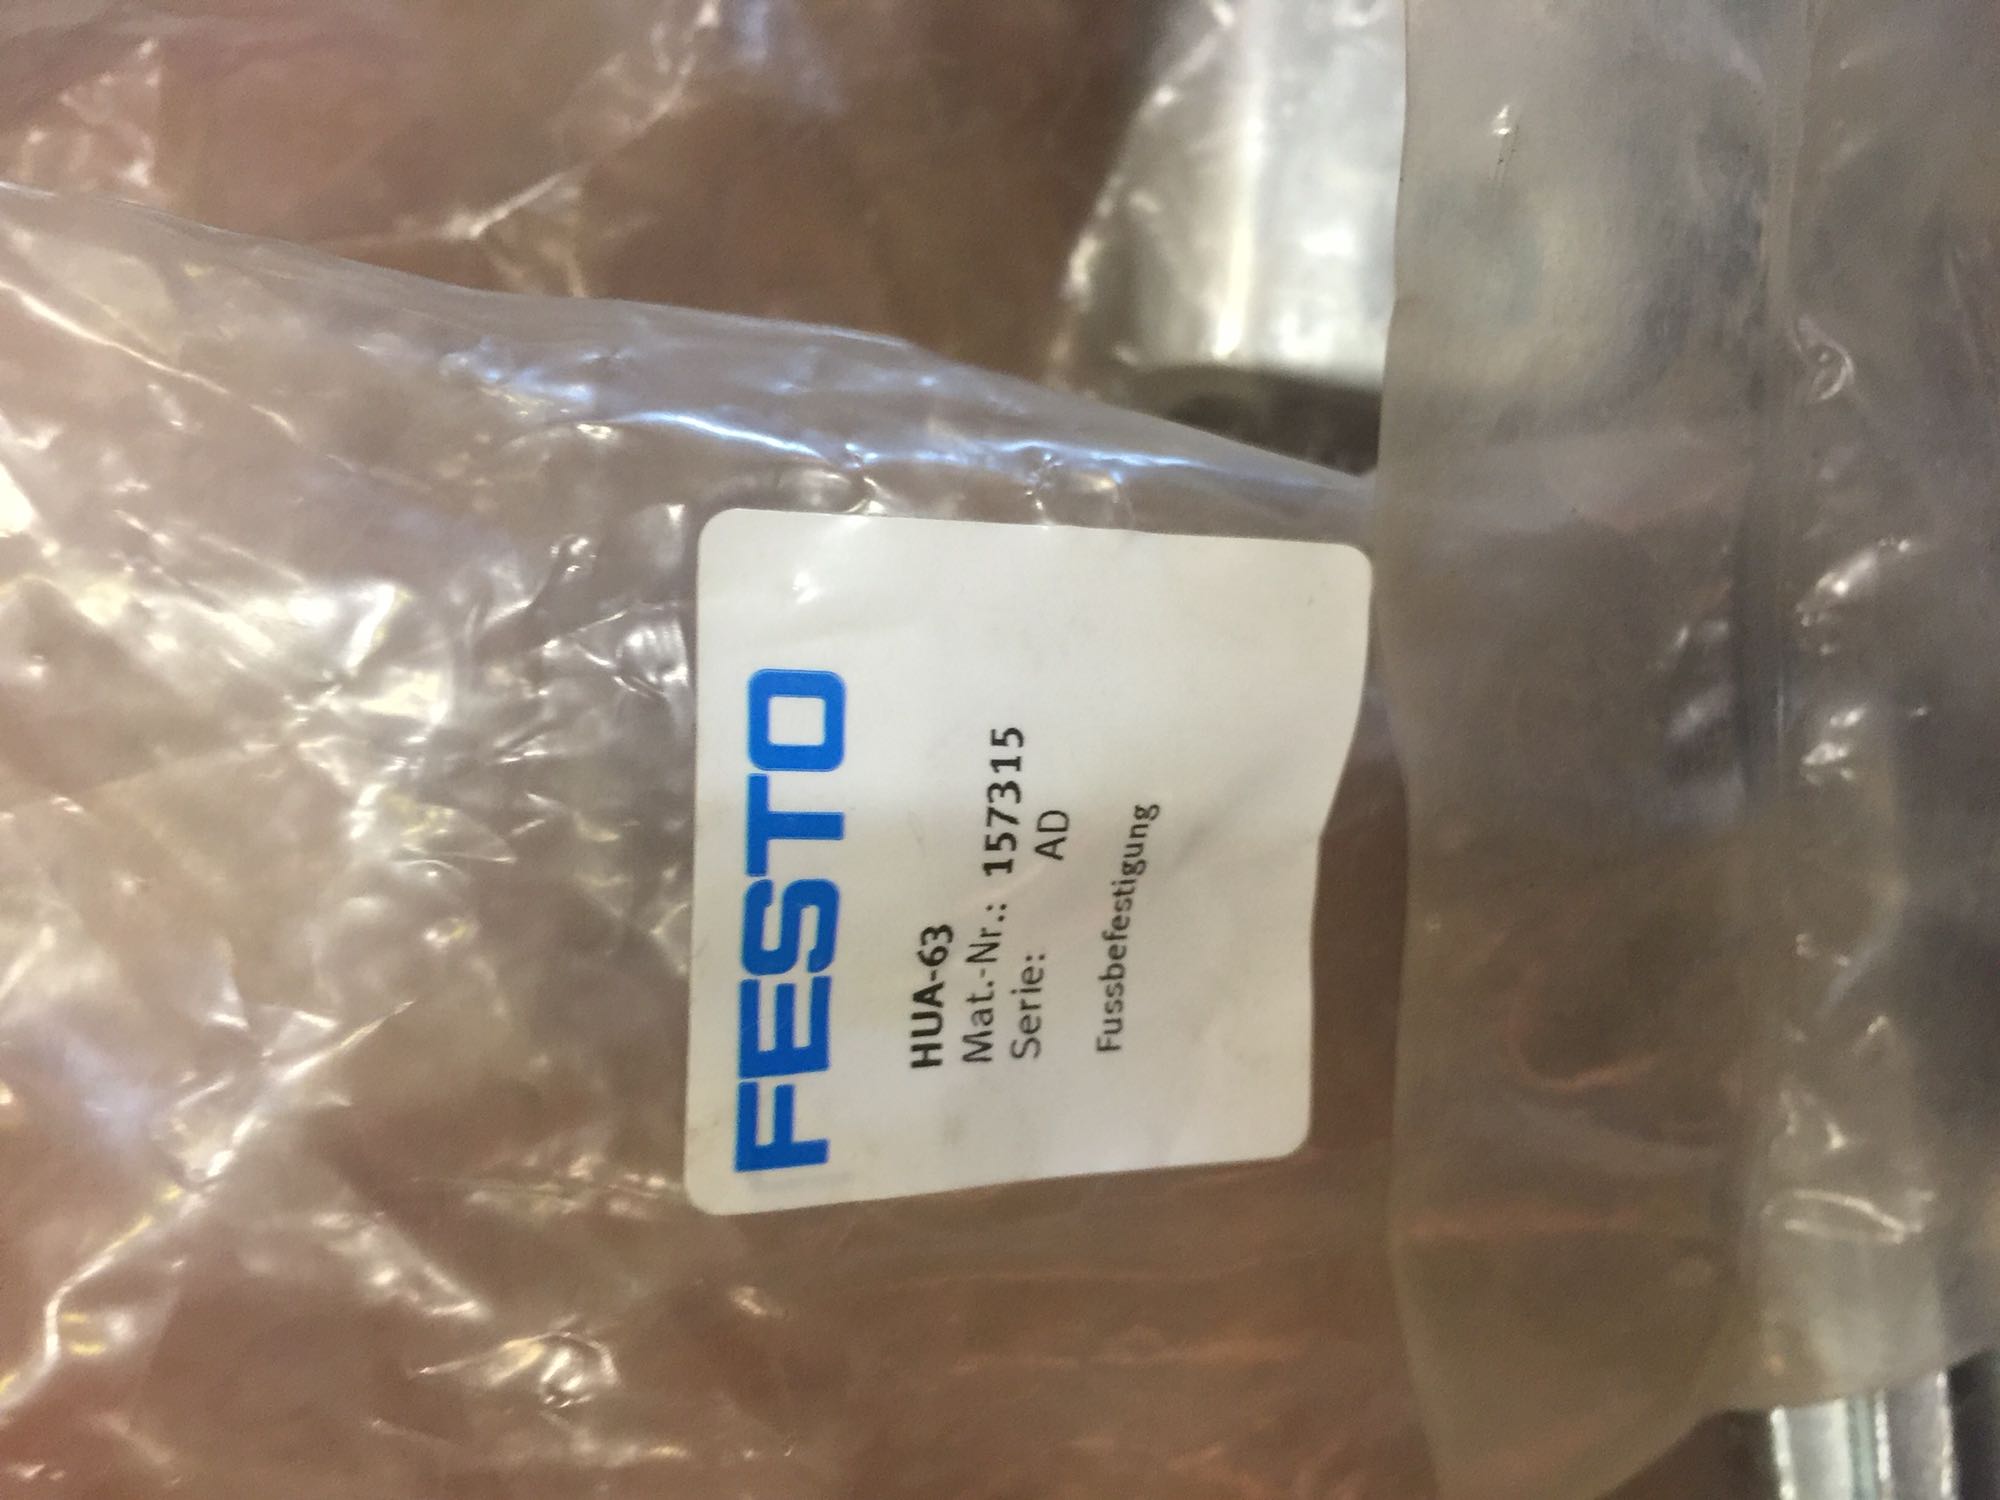 FESTO
HUA-63
Mat.-Nr.: 157315
Serie: AD
Fussbefestigung